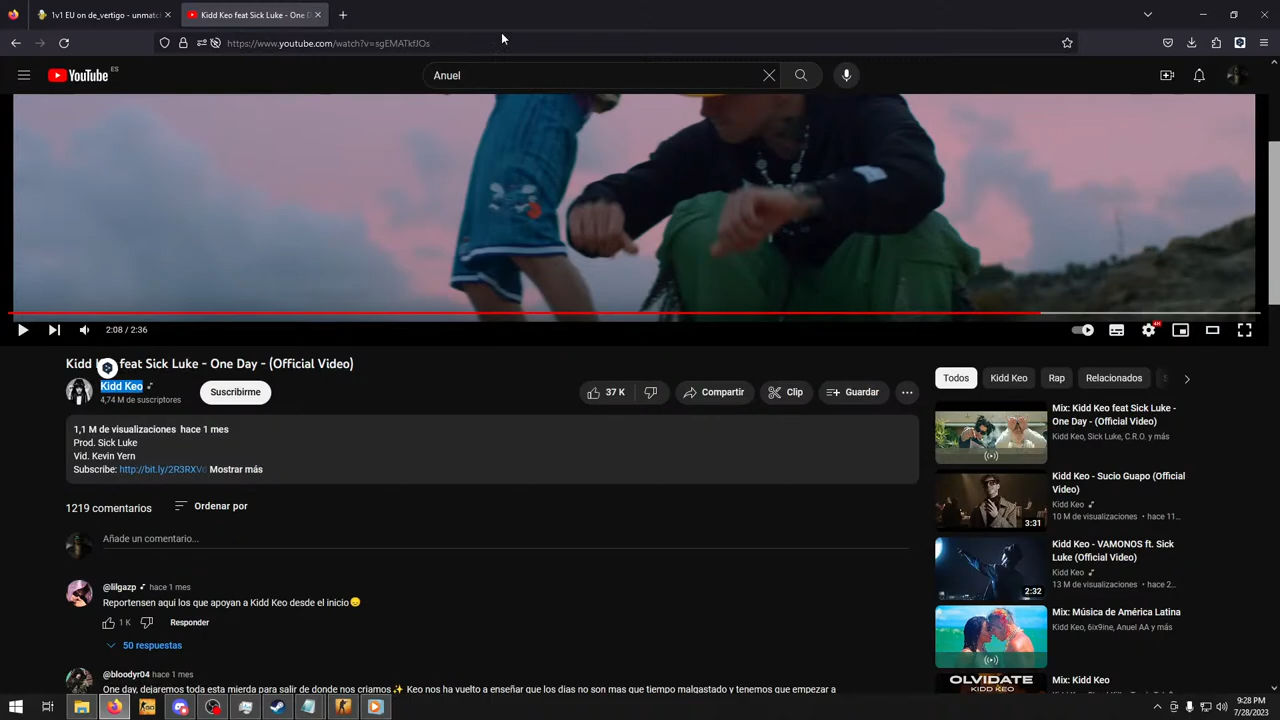 1v1 EU on de_vertigo - unmatc
Kidd Keo feat Sick Luke - One D
https://www.youtube.com/watch?v=sgEMATkfJOs
YouTube ES
Anuel
2:08 / 2:36
Kidd K feat Sick Luke - One Day - (Official Video)
Kidd Keo
4,74 M de suscriptores
Suscribirme
37 K
Compartir
Clip
Guardar
1,1 M de visualizaciones hace 1 mes
Prod. Sick Luke
Vid. Kevin Yern
Subscribe: http://bit.ly/2R3RXV Mostrar más
1219 comentarios
Ordenar por
Añade un comentario...
@lilgazp hace 1 mes
Reportensen aqui los que apoyan a Kidd Keo desde el inicio
1 K
Responder
50 respuestas
@bloodyr04 hace 1 mes
One day, dejaremos toda esta mierda para salir de donde nos criamos✨ Keo nos ha vuelto a enseñar que los dias no son mas que tiempo malgastado y tenemos que empezar a
Todos
Kidd Keo
Rap
Relacionados
Mix: Kidd Keo feat Sick Luke -
One Day - (Official Video)
Kidd Keo, Sick Luke, C.R.O. y más
Kidd Keo - Sucio Guapo (Official
Video)
Kidd Keo
10 M de visualizaciones • hace 11...
3:31
Kidd Keo - VAMONOS ft. Sick
Luke (Official Video)
Kidd Keo
13 M de visualizaciones • hace 2...
2:32
Mix: Música de América Latina
Kidd Keo, 6ix9ine, Anuel AA y más
OLVIDATE
KIDD KEO
Mix: Kidd Keo
9:28 PM
7/28/2023